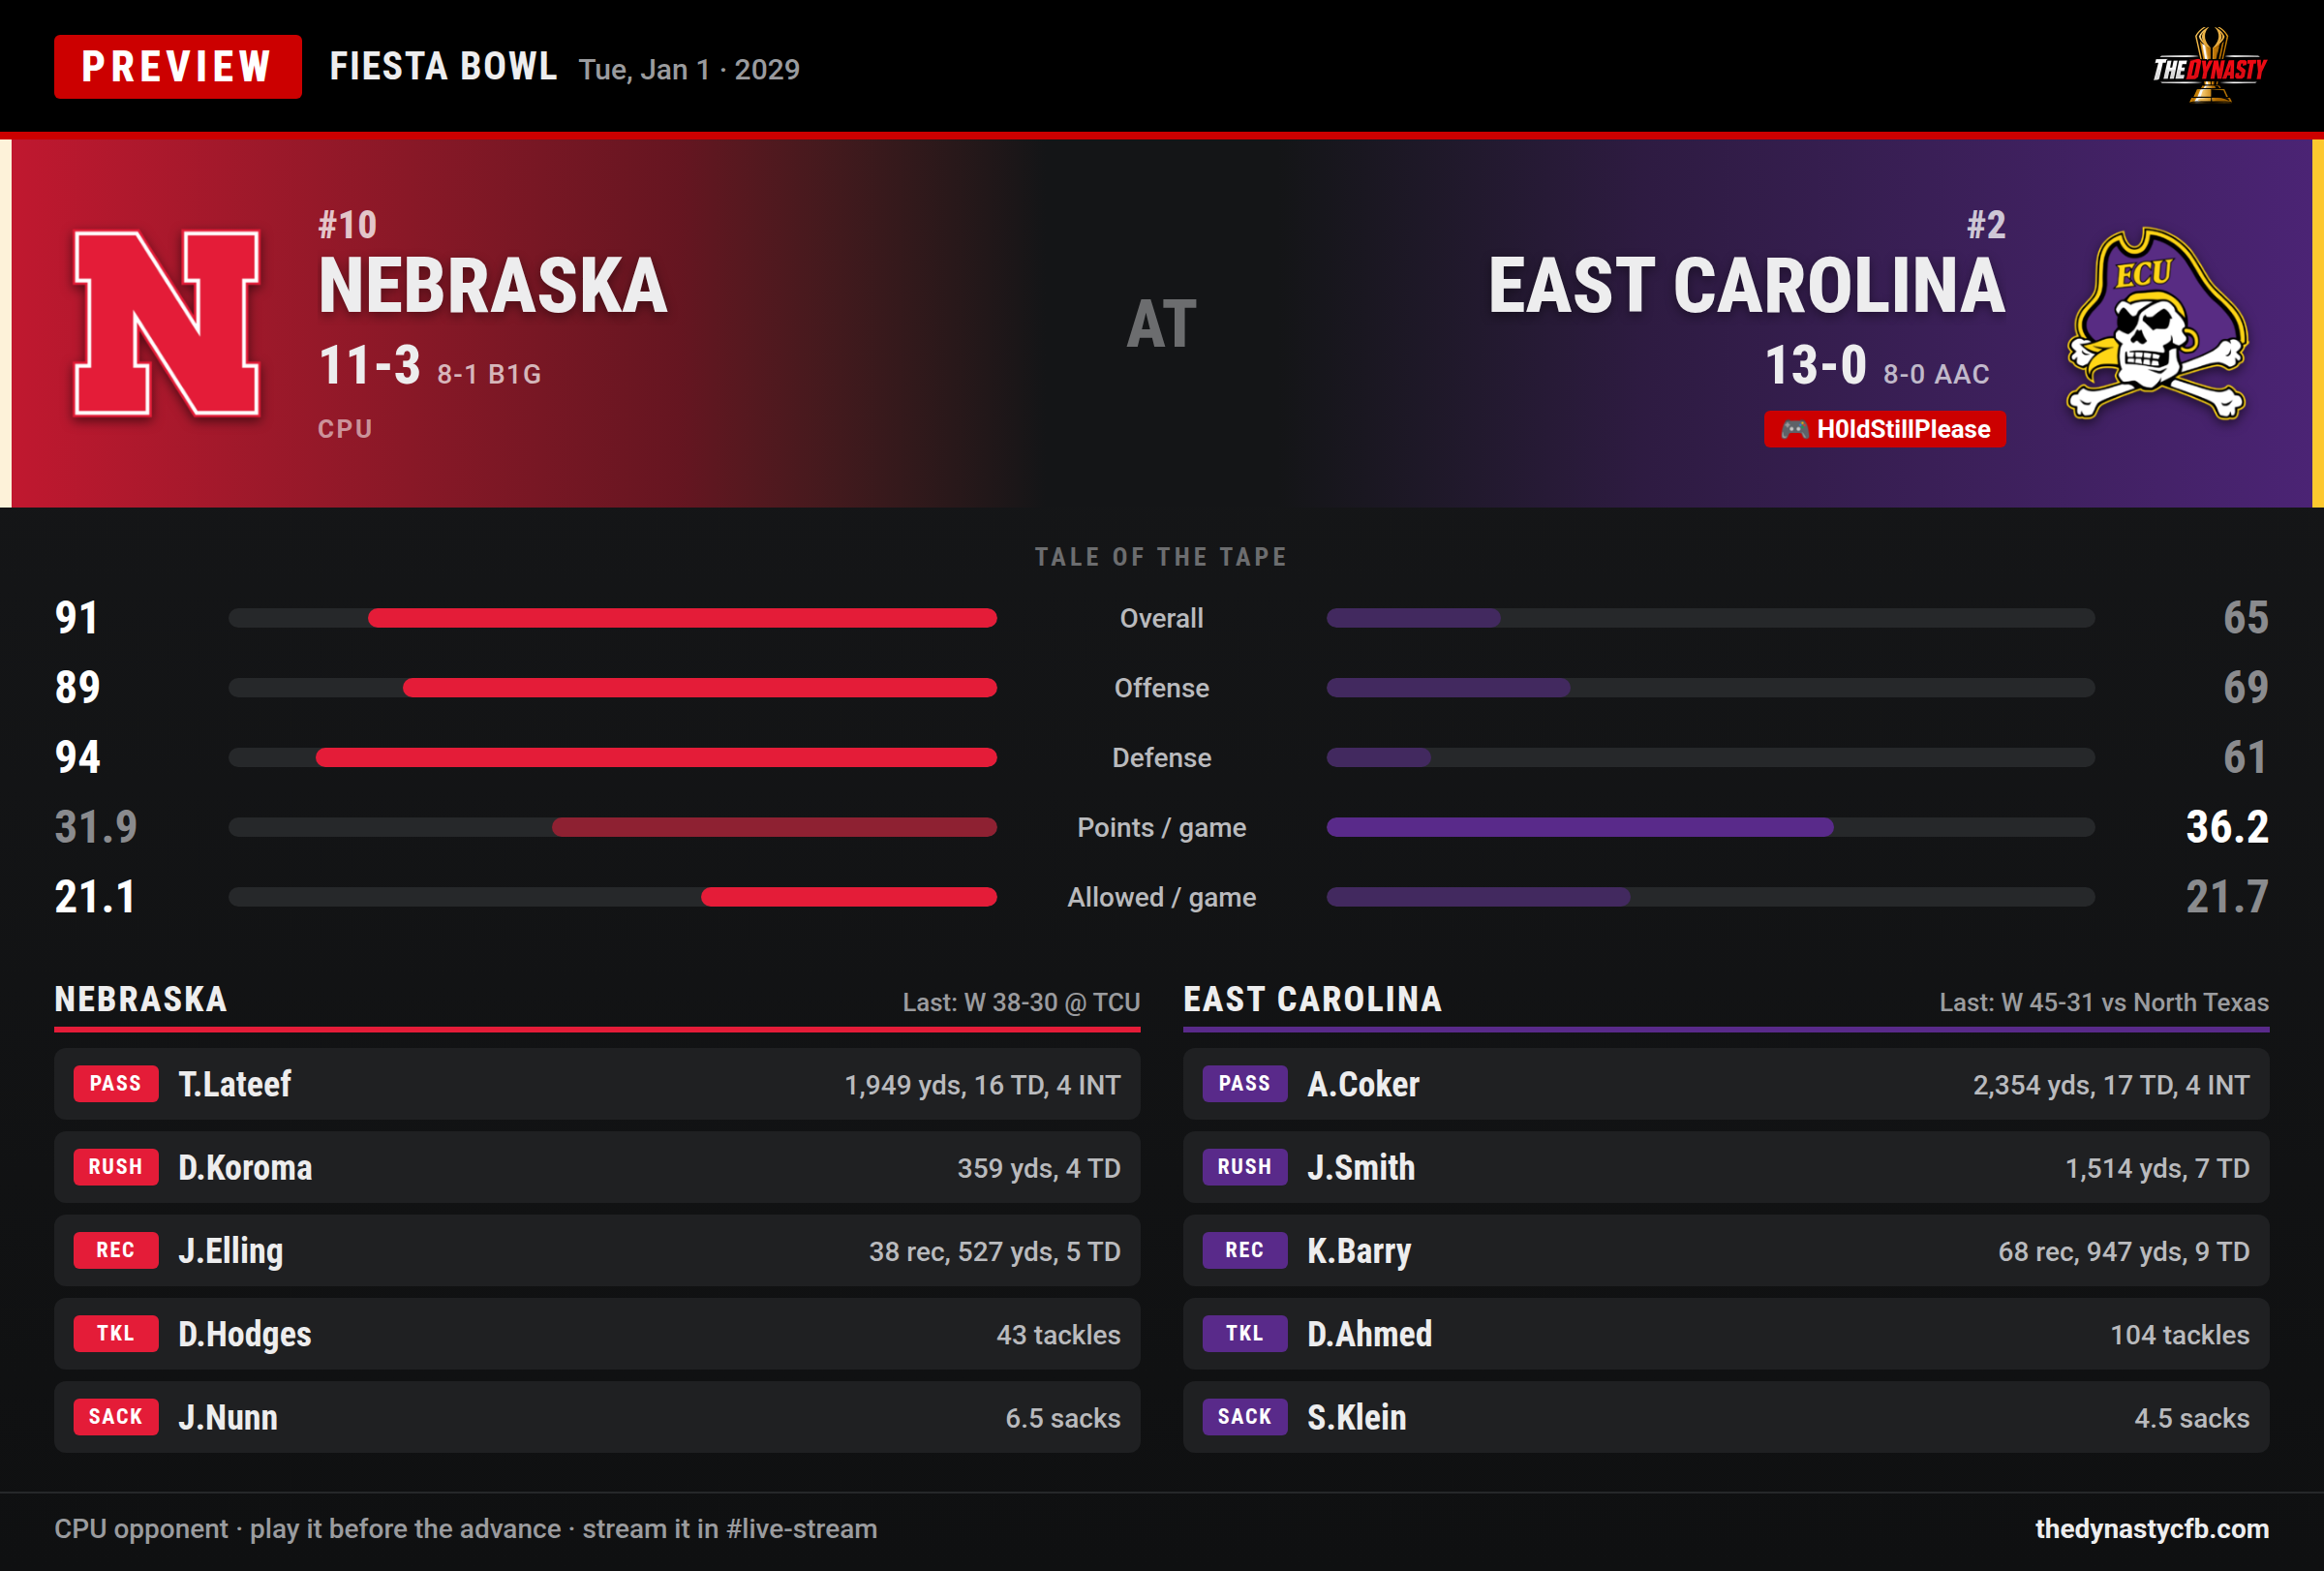 PREVIEW FIESTA BOWL Tue, Jan 1 · 2029
THE DYNASTY
#10
NEBRASKA
11-3 8-1 B1G
CPU
AT
#2
EAST CAROLINA
13-0 8-0 AAC
🎮 H0ldStillPlease
ECU
TALE OF THE TAPE
91 Overall 65
89 Offense 69
94 Defense 61
31.9 Points / game 36.2
21.1 Allowed / game 21.7
NEBRASKA Last: W 38-30 @ TCU
PASS T.Lateef 1,949 yds, 16 TD, 4 INT
RUSH D.Koroma 359 yds, 4 TD
REC J.Elling 38 rec, 527 yds, 5 TD
TKL D.Hodges 43 tackles
SACK J.Nunn 6.5 sacks
EAST CAROLINA Last: W 45-31 vs North Texas
PASS A.Coker 2,354 yds, 17 TD, 4 INT
RUSH J.Smith 1,514 yds, 7 TD
REC K.Barry 68 rec, 947 yds, 9 TD
TKL D.Ahmed 104 tackles
SACK S.Klein 4.5 sacks
CPU opponent · play it before the advance · stream it in #live-stream
thedynastycfb.com